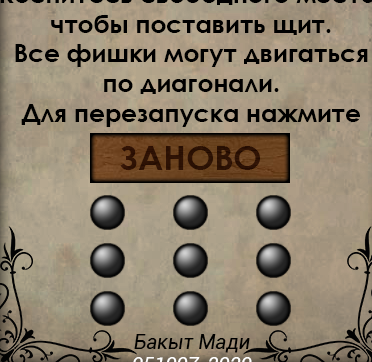 чтобы поставить щит.
Все фишки могут двигаться
по диагонали.
Для перезапуска нажмите
ЗАНОВО
Бакыт Мади